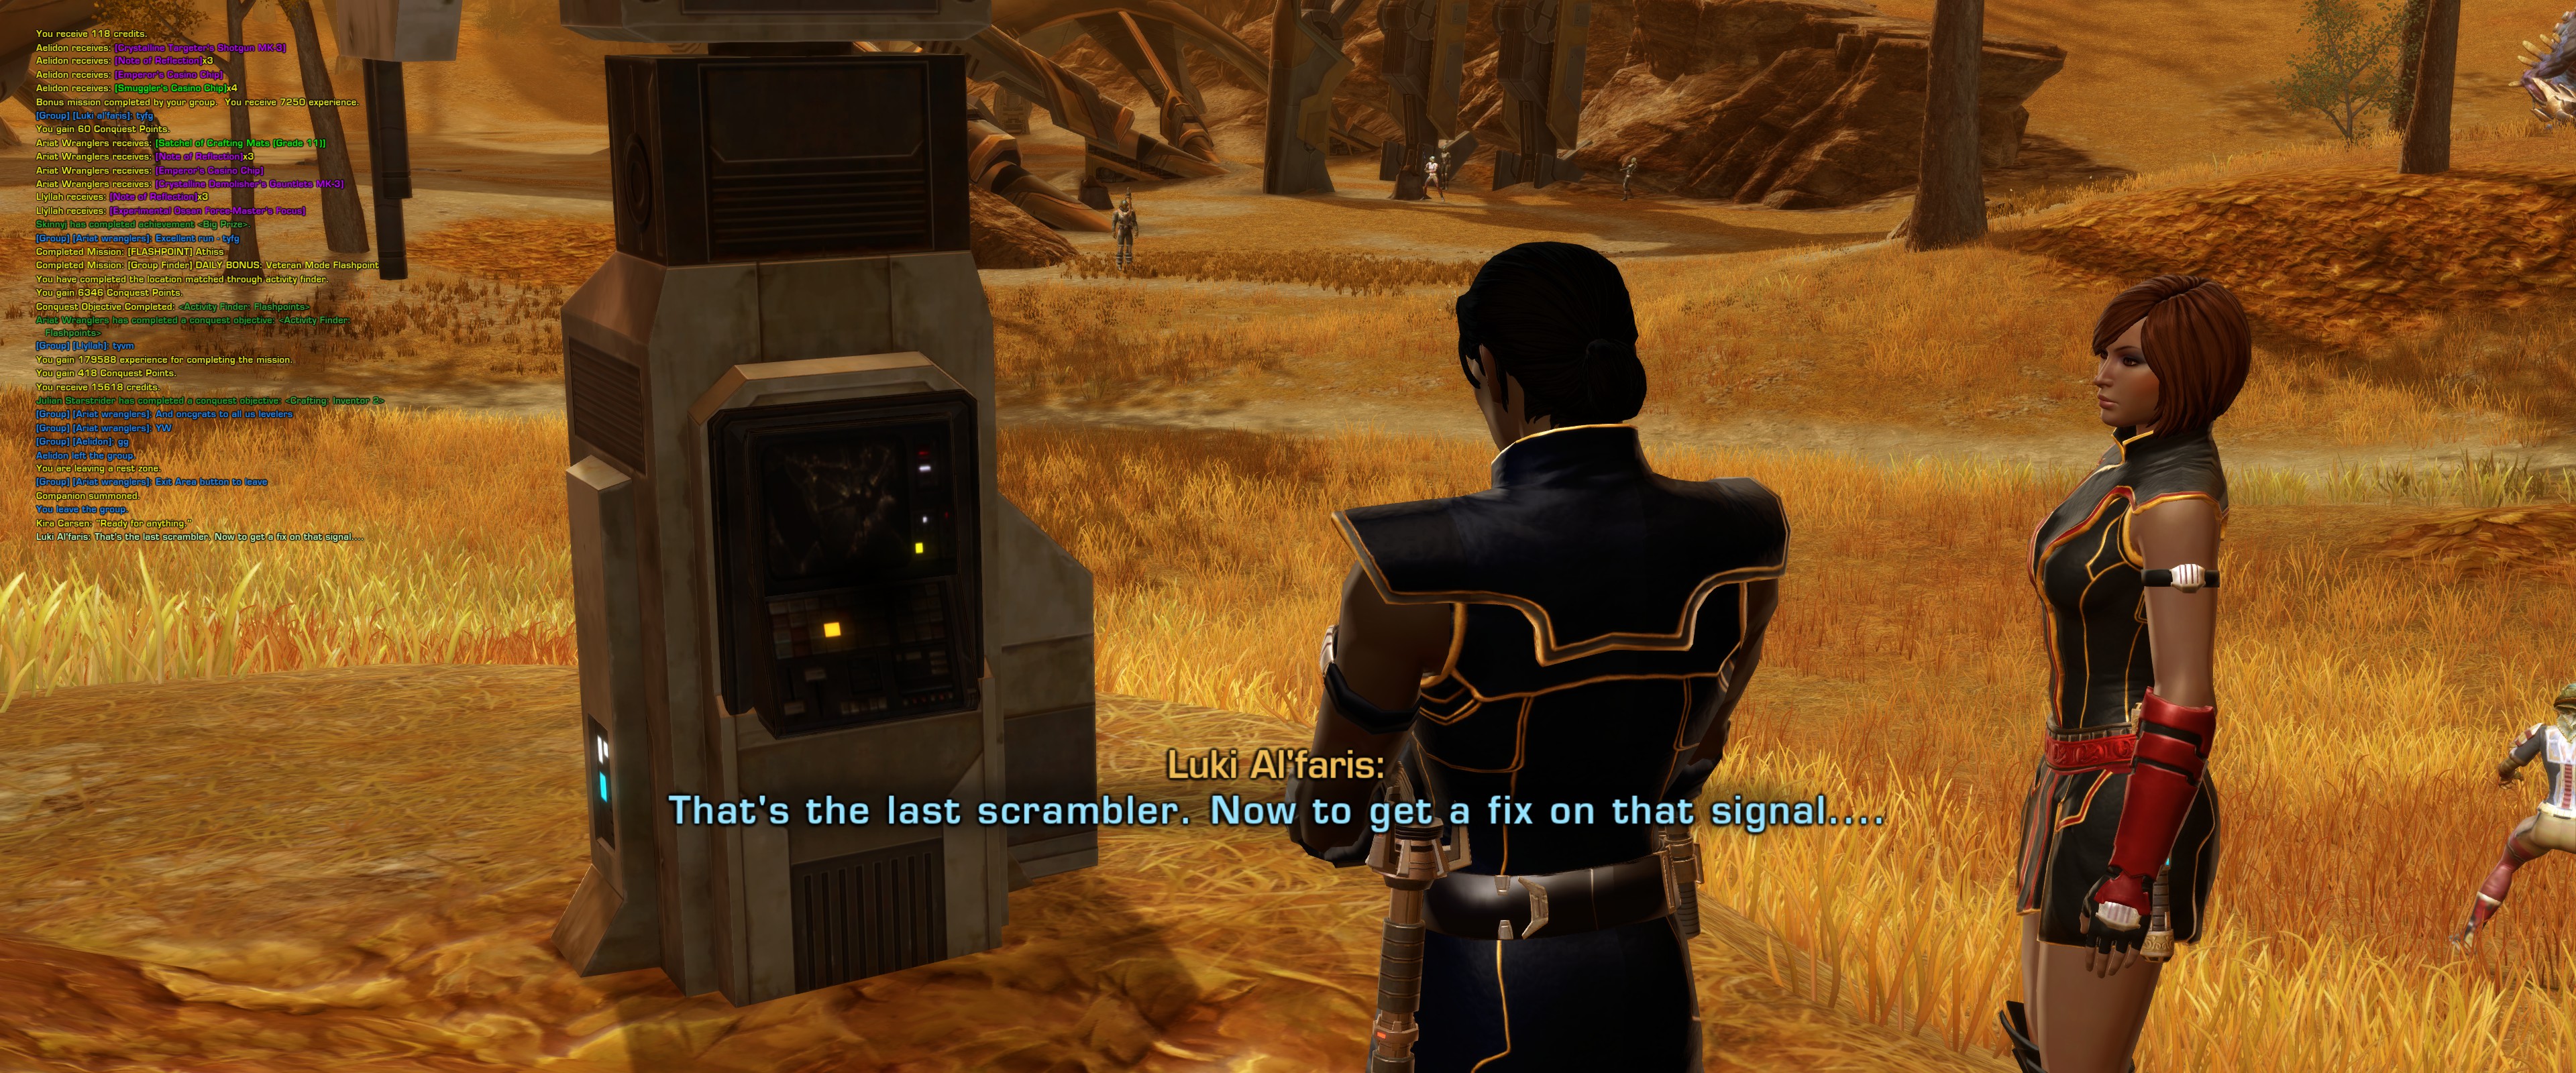 You receive 118 credits.
Aelidon receives: [Crystalline Targeter's Shotgun MK-3]
Aelidon receives: [Note of Reflection]x3
Aelidon receives: [Emperor's Casino Chip]
Aelidon receives: [Smuggler's Casino Chip]x4
Bonus mission completed by your group. You receive 7250 experience.
[Group] [Luki al'faris]: tyfg
You gain 60 Conquest Points.
Ariat Wranglers receives: [Satchel of Crafting Mats (Grade 11)]
Ariat Wranglers receives: [Note of Reflection]x3
Ariat Wranglers receives: [Emperor's Casino Chip]
Ariat Wranglers receives: [Crystalline Demolisher's Gauntlets MK-3]
Llyllah receives: [Note of Reflection]x3
Llyllah receives: [Experimental Ossan Force-Master's Focus]
Skinnyj has completed achievement <Big Prize>.
[Group] [Ariat wranglers]: Excellent run - tyfg
Completed Mission: [FLASHPOINT] Athiss
Completed Mission: [Group Finder] DAILY BONUS: Veteran Mode Flashpoint
You have completed the location matched through activity finder.
You gain 6346 Conquest Points.
Conquest Objective Completed: <Activity Finder: Flashpoints>
Ariat Wranglers has completed a conquest objective: <Activity Finder:
Flashpoints>
[Group] [Llyllah]: tyvm
You gain 179588 experience for completing the mission.
You gain 418 Conquest Points.
You receive 15618 credits.
Julian Starstrider has completed a conquest objective: <Crafting: Inventor 2>
[Group] [Ariat wranglers]: And oncgrats to all us levelers
[Group] [Ariat wranglers]: YW
[Group] [Aelidon]: gg
Aelidon left the group.
You are leaving a rest zone.
[Group] [Ariat wranglers]: Exit Area button to leave
Companion summoned.
You leave the group.
Kira Carsen: "Ready for anything."
Luki Al'faris: That's the last scrambler. Now to get a fix on that signal....
Luki Al'faris:
That's the last scrambler. Now to get a fix on that signal....